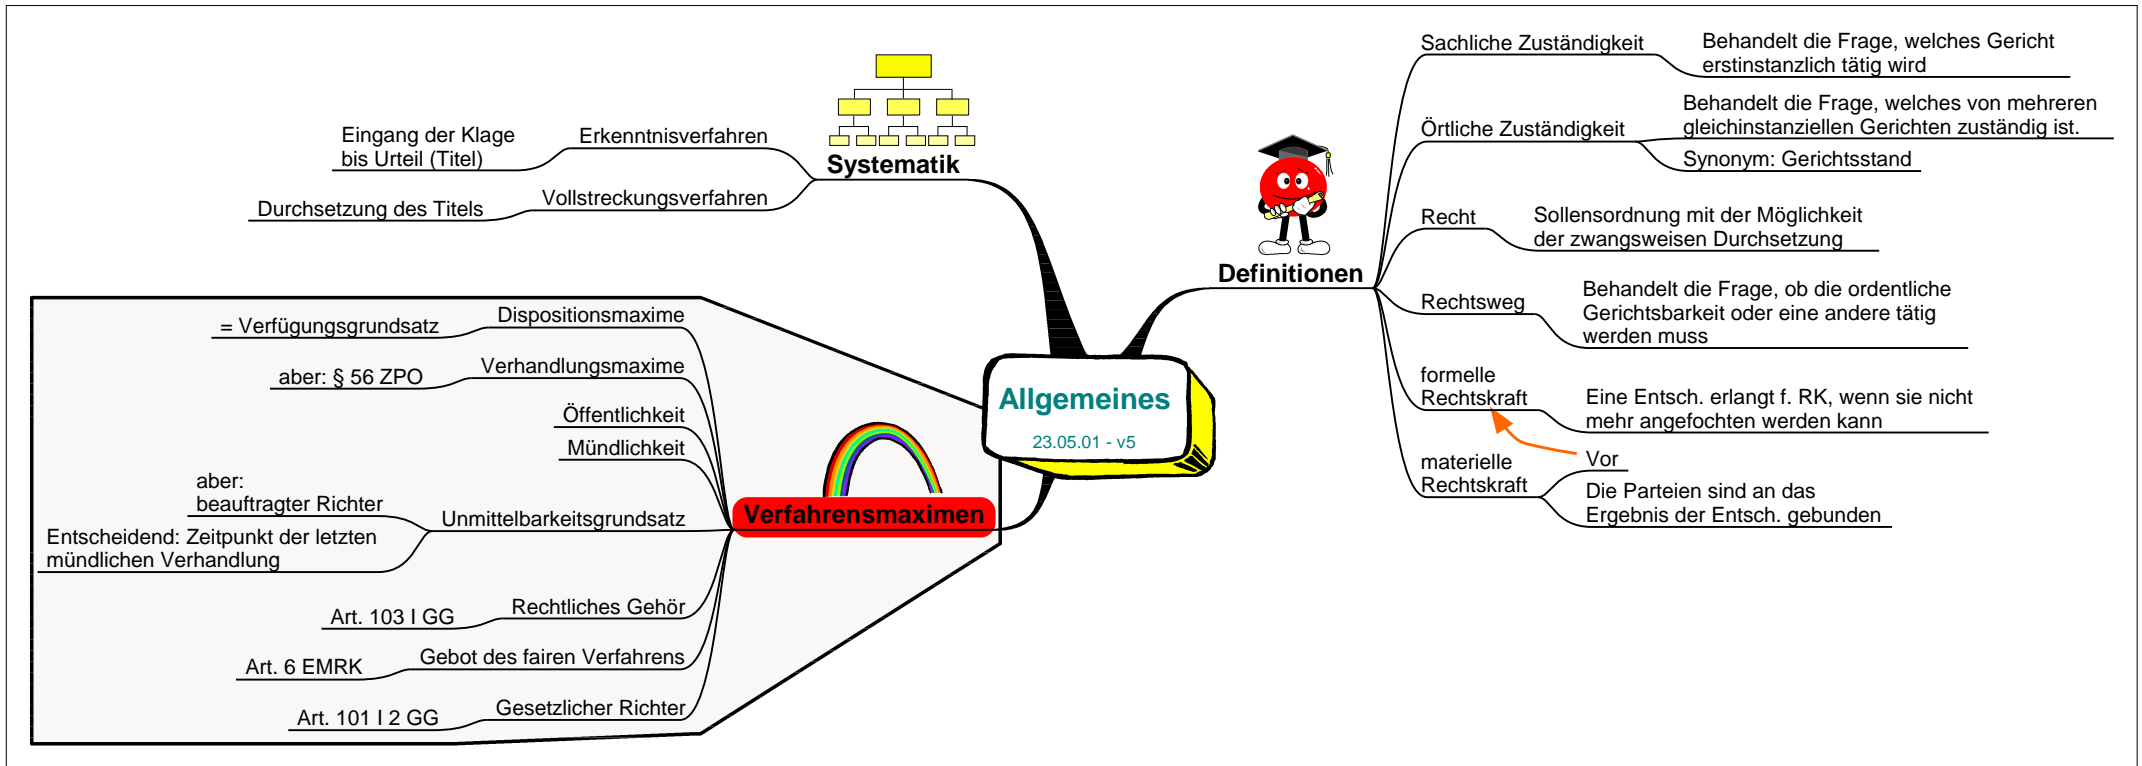 Allgemeines
23.05.01 - v5
Systematik
Erkenntnisverfahren
Eingang der Klage
bis Urteil (Titel)
Vollstreckungsverfahren
Durchsetzung des Titels
Verfahrensmaximen
Dispositionsmaxime
= Verfügungsgrundsatz
Verhandlungsmaxime
aber: § 56 ZPO
Öffentlichkeit
Mündlichkeit
Unmittelbarkeitsgrundsatz
aber:
beauftragter Richter
Entscheidend: Zeitpunkt der letzten
mündlichen Verhandlung
Rechtliches Gehör
Art. 103 I GG
Gebot des fairen Verfahrens
Art. 6 EMRK
Gesetzlicher Richter
Art. 101 I 2 GG
Definitionen
Sachliche Zuständigkeit
Behandelt die Frage, welches Gericht
erstinstanzlich tätig wird
Örtliche Zuständigkeit
Behandelt die Frage, welches von mehreren
gleichinstanziellen Gerichten zuständig ist.
Synonym: Gerichtsstand
Recht
Sollensordnung mit der Möglichkeit
der zwangsweisen Durchsetzung
Rechtsweg
Behandelt die Frage, ob die ordentliche
Gerichtsbarkeit oder eine andere tätig
werden muss
formelle
Rechtskraft
Eine Entsch. erlangt f. RK, wenn sie nicht
mehr angefochten werden kann
materielle
Rechtskraft
Vor
Die Parteien sind an das
Ergebnis der Entsch. gebunden